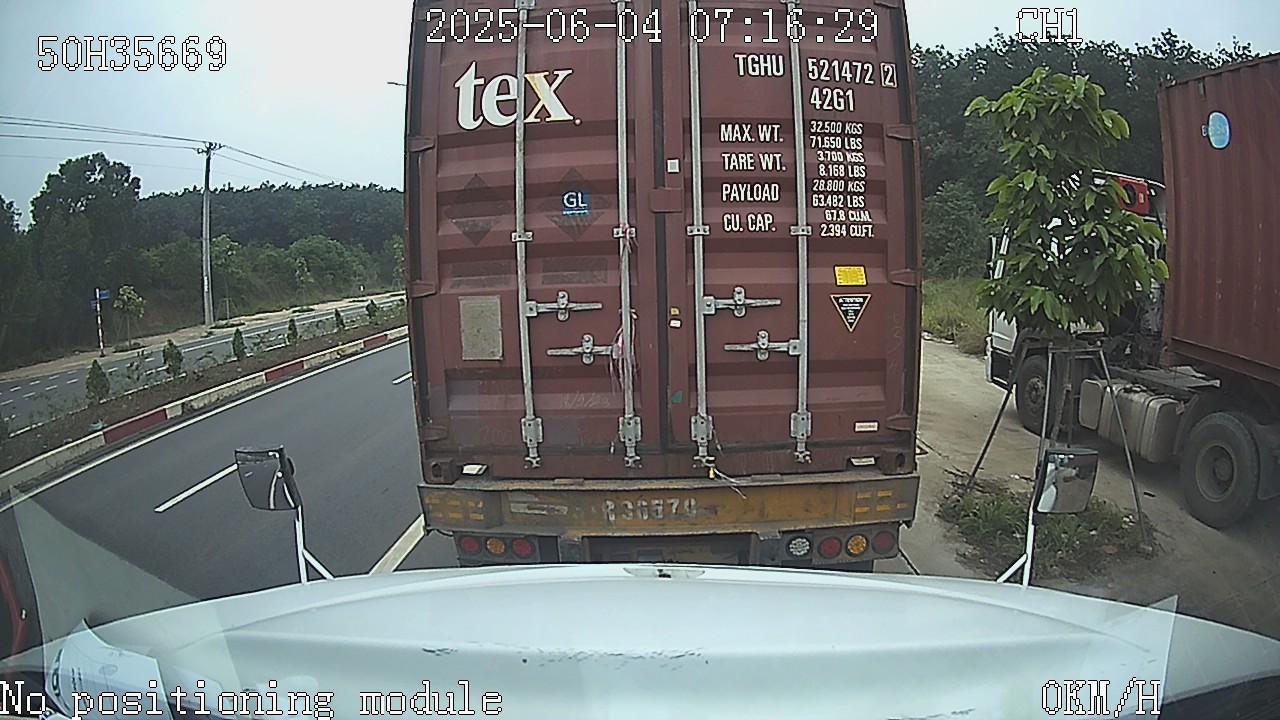 2025-06-04 07:16:29
CH1
50H35669
tex.
TGHU 521472 2
42G1
MAX. WT. 32.500 KGS
71.650 LBS
TARE WT. 3.700 KGS
8.168 LBS
PAYLOAD 28.800 KGS
63.482 LBS
CU. CAP. 67.8 CU.M.
2.394 CU.FT.
GL
ATTENTION
No positioning module
0KM/H